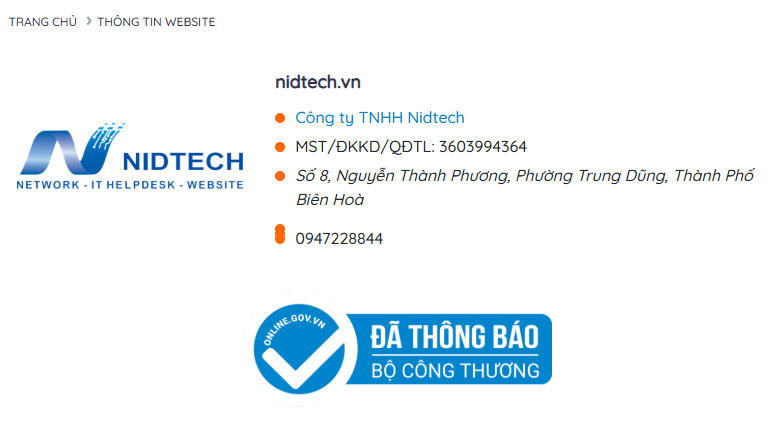 TRANG CHỦ > THÔNG TIN WEBSITE
nidtech.vn
Công ty TNHH Nidtech
MST/ĐKKD/QĐTL: 3603994364
Số 8, Nguyễn Thành Phương, Phường Trung Dũng, Thành Phố
Biên Hoà
0947228844
NIDTECH
NETWORK - IT HELPDESK - WEBSITE
ONLINE.GOV.VN
ĐÃ THÔNG BÁO
BỘ CÔNG THƯƠNG